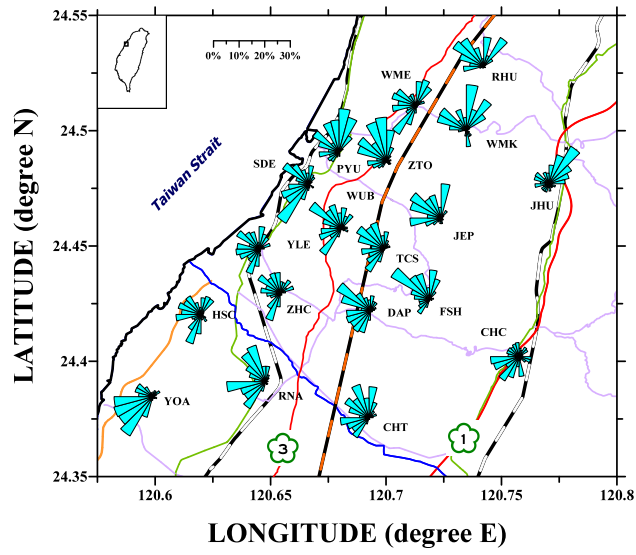 24.55
24.5
24.45
24.4
24.35
LATITUDE (degree N)
0% 10% 20% 30%
Taiwan Strait
WME
RHU
SDE
PYU
ZTO
WMK
WUB
JHU
YLE
TCS
JEP
HSC
ZHC
DAP
FSH
CHC
YOA
RNA
CHT
3
1
120.6 120.65 120.7 120.75 120.8
LONGITUDE (degree E)